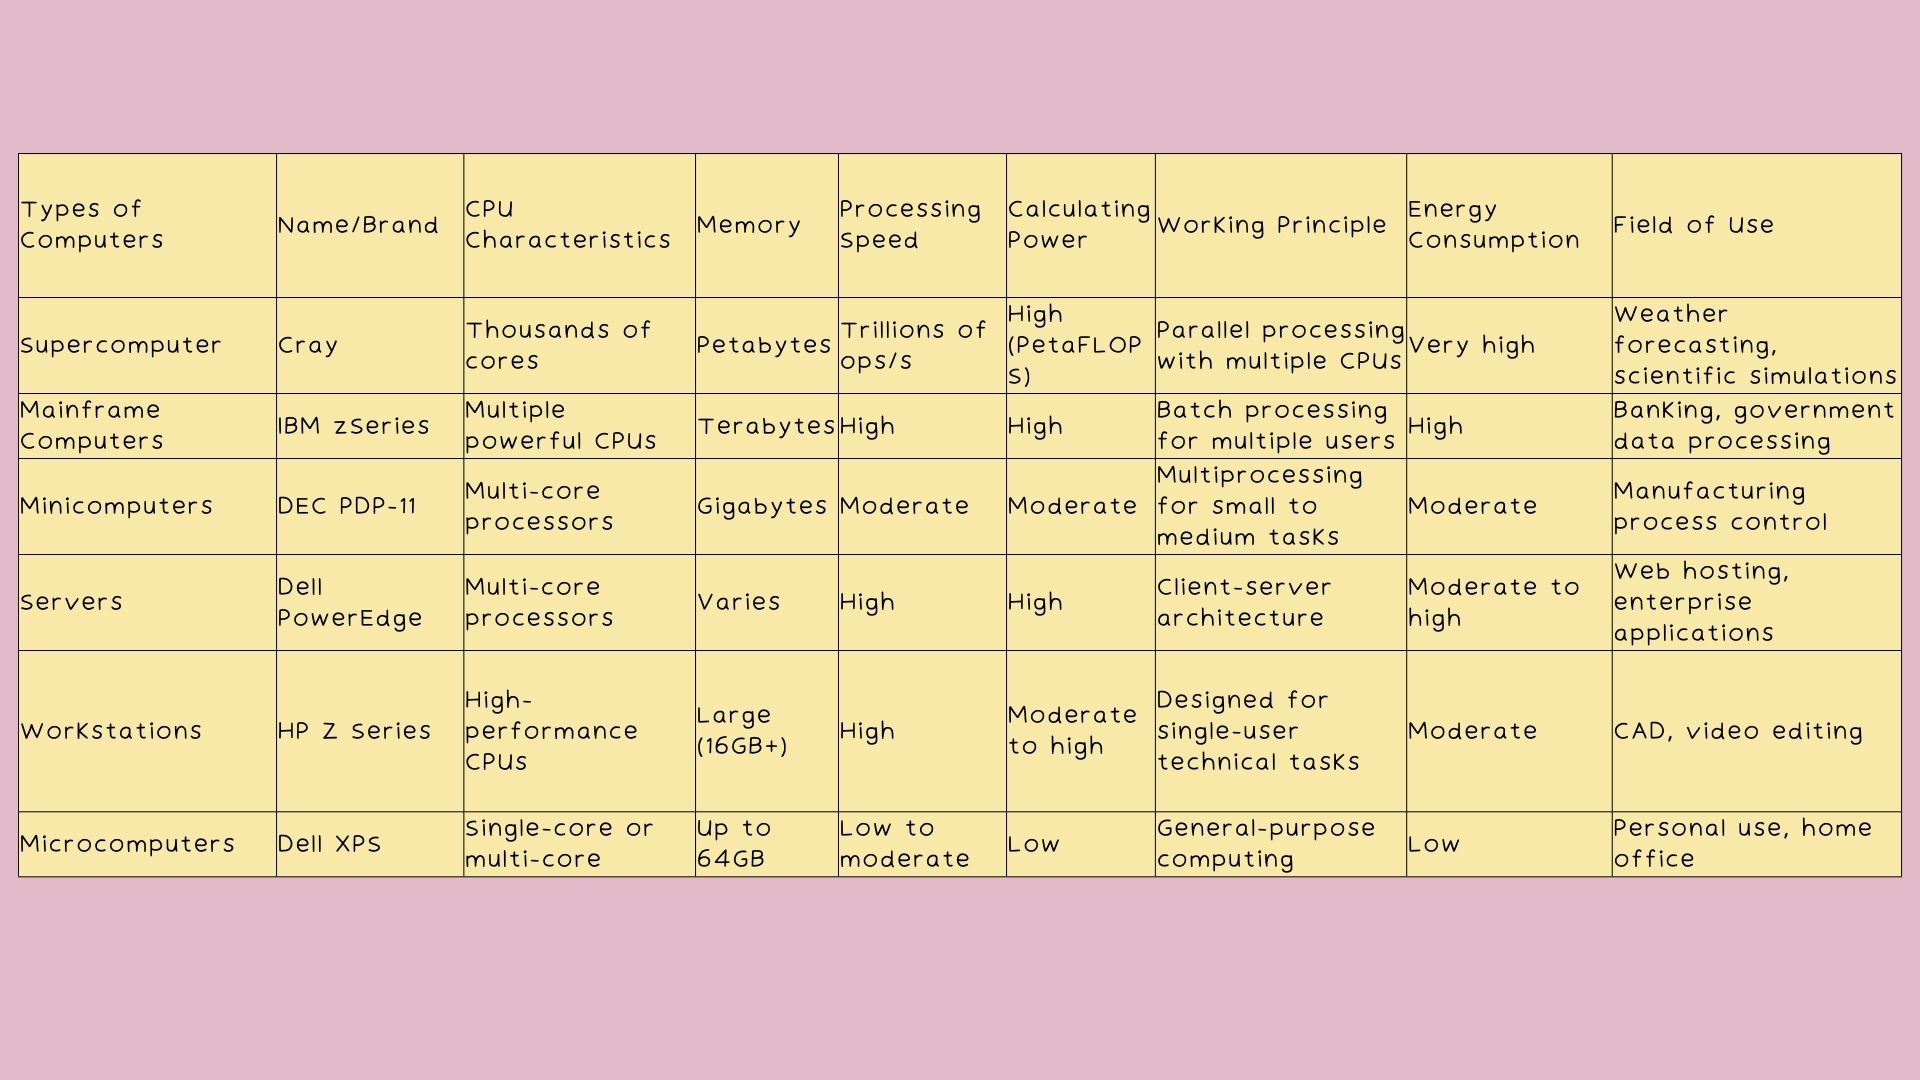 Types of
Computers
Name/Brand
CPU
Characteristics
Memory
Processing
Speed
Calculating
Power
Working Principle
Energy
Consumption
Field of Use
Supercomputer
Cray
Thousands of
cores
Petabytes
Trillions of
ops/s
High
(PetaFLOP
S)
Parallel processing
with multiple CPUs
Very high
Weather
forecasting,
scientific simulations
Mainframe
Computers
IBM zSeries
Multiple
powerful CPUs
Terabytes
High
High
Batch processing
for multiple users
High
Banking, government
data processing
Minicomputers
DEC PDP-11
Multi-core
processors
Gigabytes
Moderate
Moderate
Multiprocessing
for small to
medium tasks
Moderate
Manufacturing
process control
Servers
Dell
PowerEdge
Multi-core
processors
Varies
High
High
Client-server
architecture
Moderate to
high
Web hosting,
enterprise
applications
Workstations
HP Z Series
High-
performance
CPUs
Large
(16GB+)
High
Moderate
to high
Designed for
single-user
technical tasks
Moderate
CAD, video editing
Microcomputers
Dell XPS
Single-core or
multi-core
Up to
64GB
Low to
moderate
Low
General-purpose
computing
Low
Personal use, home
office